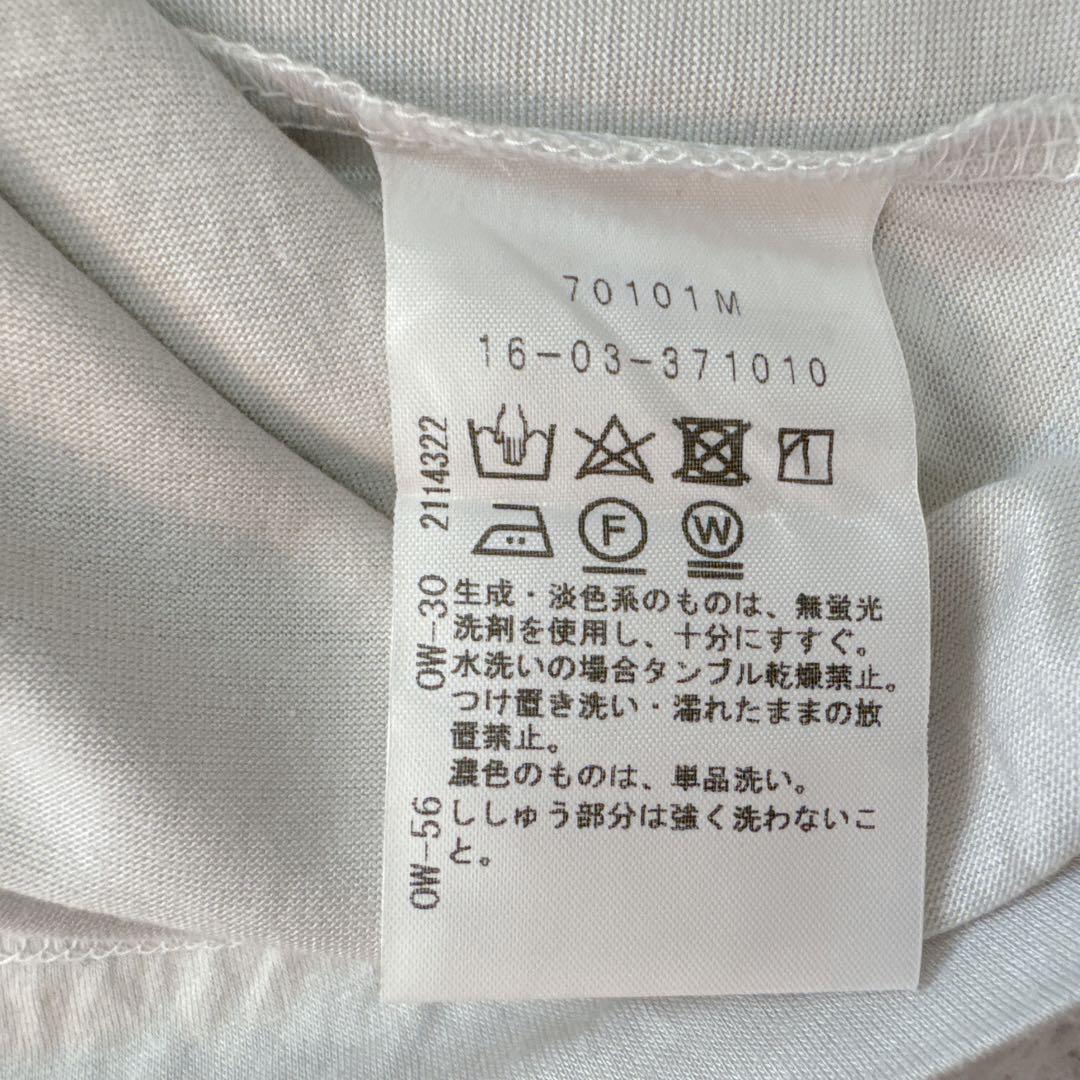 70101M
16-03-371010
F
W
生成・淡色系のものは、無蛍光
洗剤を使用し、十分にすすぐ。
水洗いの場合タンブル乾燥禁止。
つけ置き洗い・濡れたままの放
置禁止。
濃色のものは、単品洗い。
ししゅう部分は強く洗わないこ
と。
OW-56 OW-30 2114322